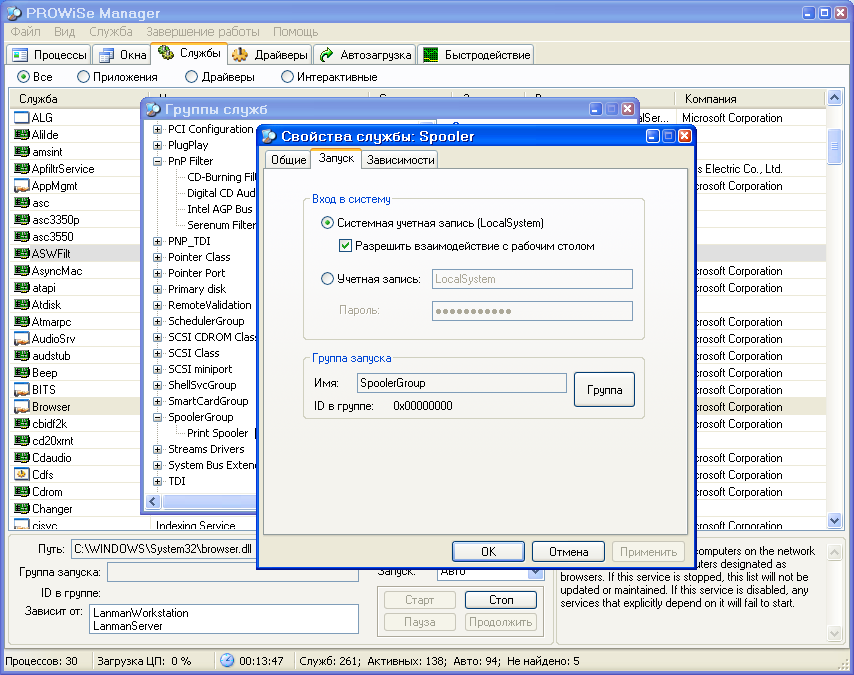 PROWiSe Manager
Файл Вид Служба Завершение работы Помощь
Процессы Окна Службы Драйверы Автозагрузка Быстродействие
Все Приложения Драйверы Интерактивные
Служба
Компания
ALG
Microsoft Corporation
AliIde
amsint
ApfiltrService
s Electric Co., Ltd.
AppMgmt
crosoft Corporation
asc
asc3350p
asc3550
ASWFilt
AsyncMac
crosoft Corporation
atapi
crosoft Corporation
Atdisk
Atmarpc
crosoft Corporation
AudioSrv
crosoft Corporation
audstub
crosoft Corporation
Beep
crosoft Corporation
BITS
crosoft Corporation
Browser
crosoft Corporation
cbidf2k
crosoft Corporation
cd20xrnt
Cdaudio
crosoft Corporation
Cdfs
crosoft Corporation
Cdrom
crosoft Corporation
Changer
crosoft Corporation
cisvc
Indexing Service
crosoft Corporation
Группы служб
PCI Configuration
PlugPlay
PnP Filter
CD-Burning Fil
Digital CD Aud
Intel AGP Bus
Serenum Filter
PNP_TDI
Pointer Class
Pointer Port
Primary disk
RemoteValidation
SchedulerGroup
SCSI CDROM Class
SCSI Class
SCSI miniport
ShellSvcGroup
SmartCardGroup
SpoolerGroup
Print Spooler
Streams Drivers
System Bus Exten
TDI
Свойства службы: Spooler
Общие Запуск Зависимости
Вход в систему
Системная учетная запись (LocalSystem)
Разрешить взаимодействие с рабочим столом
Учетная запись: LocalSystem
Пароль: ●●●●●●●●●●●
Группа запуска
Имя: SpoolerGroup
Группа
ID в группе: 0x00000000
OK Отмена Применить
Путь: C:\WINDOWS\System32\browser.dll
Группа запуска:
ID в группе:
Зависит от: LanmanWorkstation
LanmanServer
Запуск: Авто
Старт Стоп
Пауза Продолжить
computers on the network
ters designated as
browsers. If this service is stopped, this list will not be
updated or maintained. If this service is disabled, any
services that explicitly depend on it will fail to start.
Процессов: 30 Загрузка ЦП: 0 % 00:13:47 Служб: 261; Активных: 138; Авто: 94; Не найдено: 5